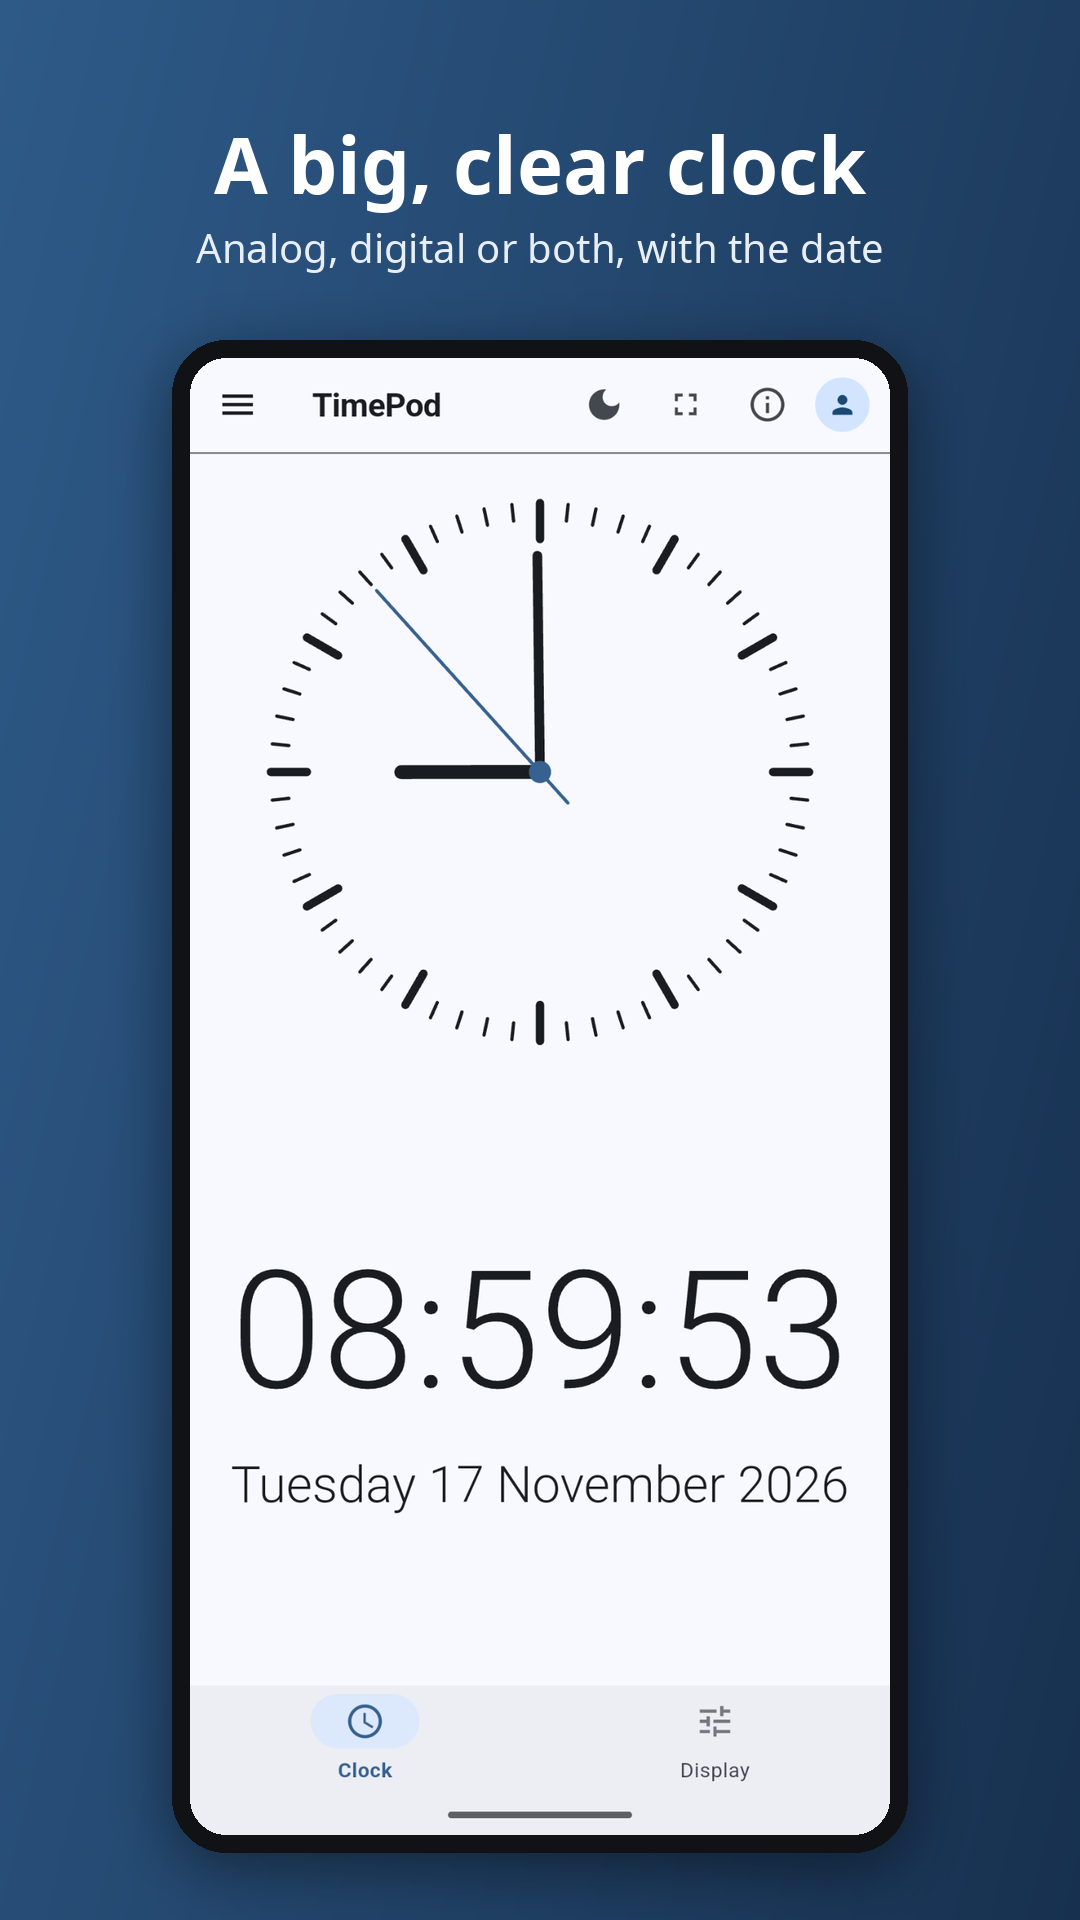 A big, clear clock
Analog, digital or both, with the date
TimePod
08:59:53
Tuesday 17 November 2026
Clock
Display